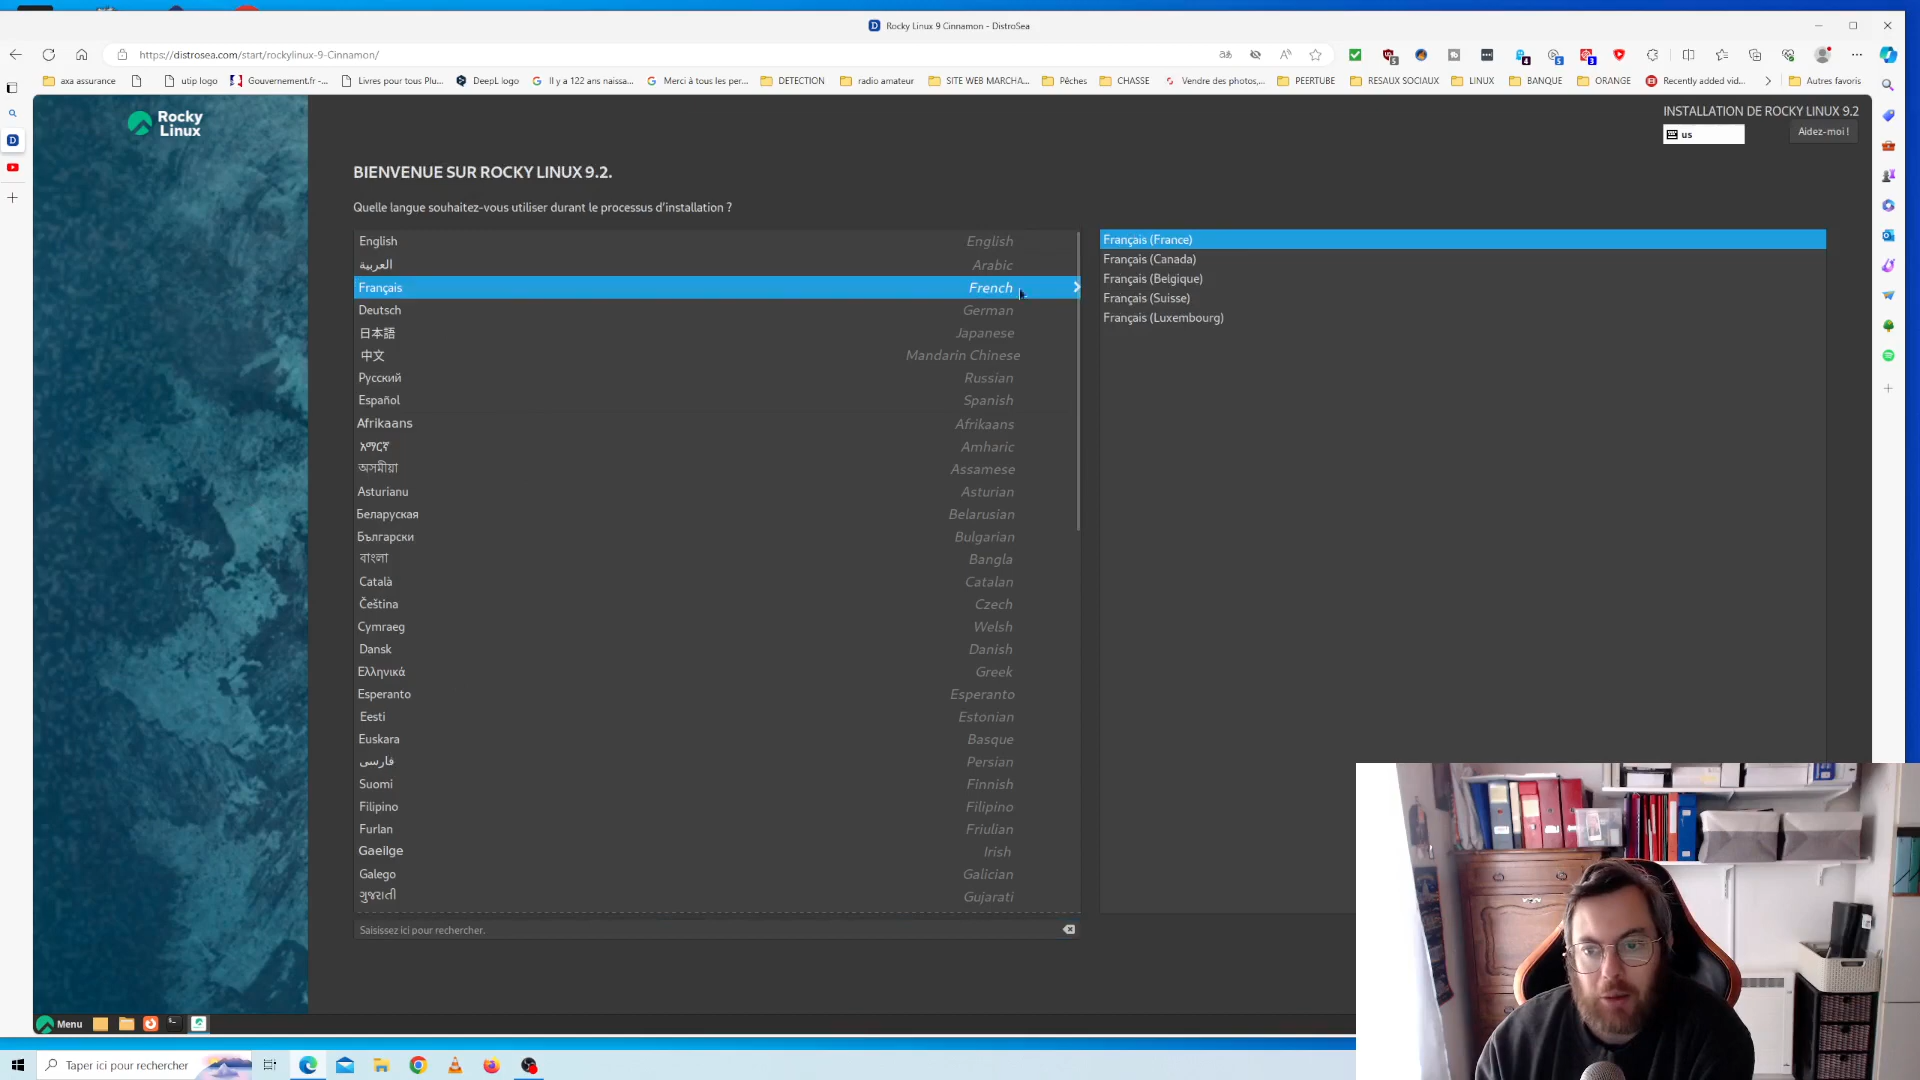 Rocky Linux 9 Cinnamon - DistroSea
https://distrosea.com/start/rockylinux-9-Cinnamon/
axa assurance
utip logo
Gouvernement.fr -...
Livres pour tous Plu...
DeepL logo
Il y a 122 ans naissa...
Merci à tous les per...
DETECTION
radio amateur
SITE WEB MARCHA...
Pêches
CHASSE
Vendre des photos,...
PEERTUBE
RESAUX SOCIAUX
LINUX
BANQUE
ORANGE
Recently added vid...
Autres favoris
Rocky
Linux
INSTALLATION DE ROCKY LINUX 9.2
us
Aidez-moi !
BIENVENUE SUR ROCKY LINUX 9.2.
Quelle langue souhaitez-vous utiliser durant le processus d'installation ?
English English
العربية Arabic
Français French
Deutsch German
日本語 Japanese
中文 Mandarin Chinese
Русский Russian
Español Spanish
Afrikaans Afrikaans
አማርኛ Amharic
অসমীয়া Assamese
Asturianu Asturian
Беларуская Belarusian
Български Bulgarian
বাংলা Bangla
Català Catalan
Čeština Czech
Cymraeg Welsh
Dansk Danish
Ελληνικά Greek
Esperanto Esperanto
Eesti Estonian
Euskara Basque
فارسی Persian
Suomi Finnish
Filipino Filipino
Furlan Friulian
Gaeilge Irish
Galego Galician
ગુજરાતી Gujarati
Saisissez ici pour rechercher.
Français (France)
Français (Canada)
Français (Belgique)
Français (Suisse)
Français (Luxembourg)
Menu
Taper ici pour rechercher